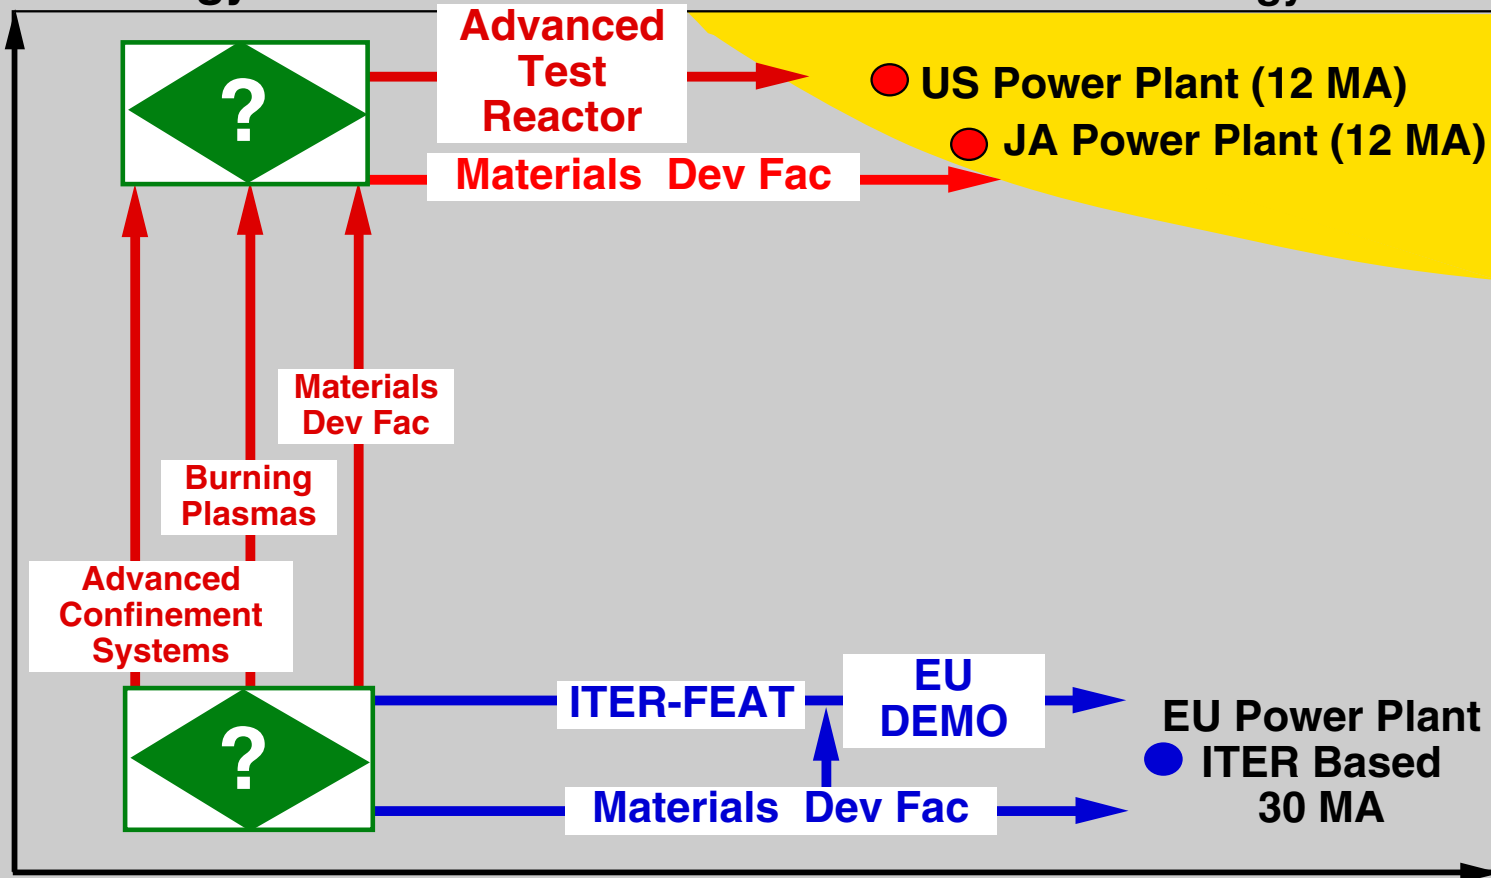 ?
Advanced
Test
Reactor
US Power Plant (12 MA)
JA Power Plant (12 MA)
Materials Dev Fac
Materials
Dev Fac
Burning
Plasmas
Advanced
Confinement
Systems
?
ITER-FEAT
EU
DEMO
Materials Dev Fac
EU Power Plant
ITER Based
30 MA